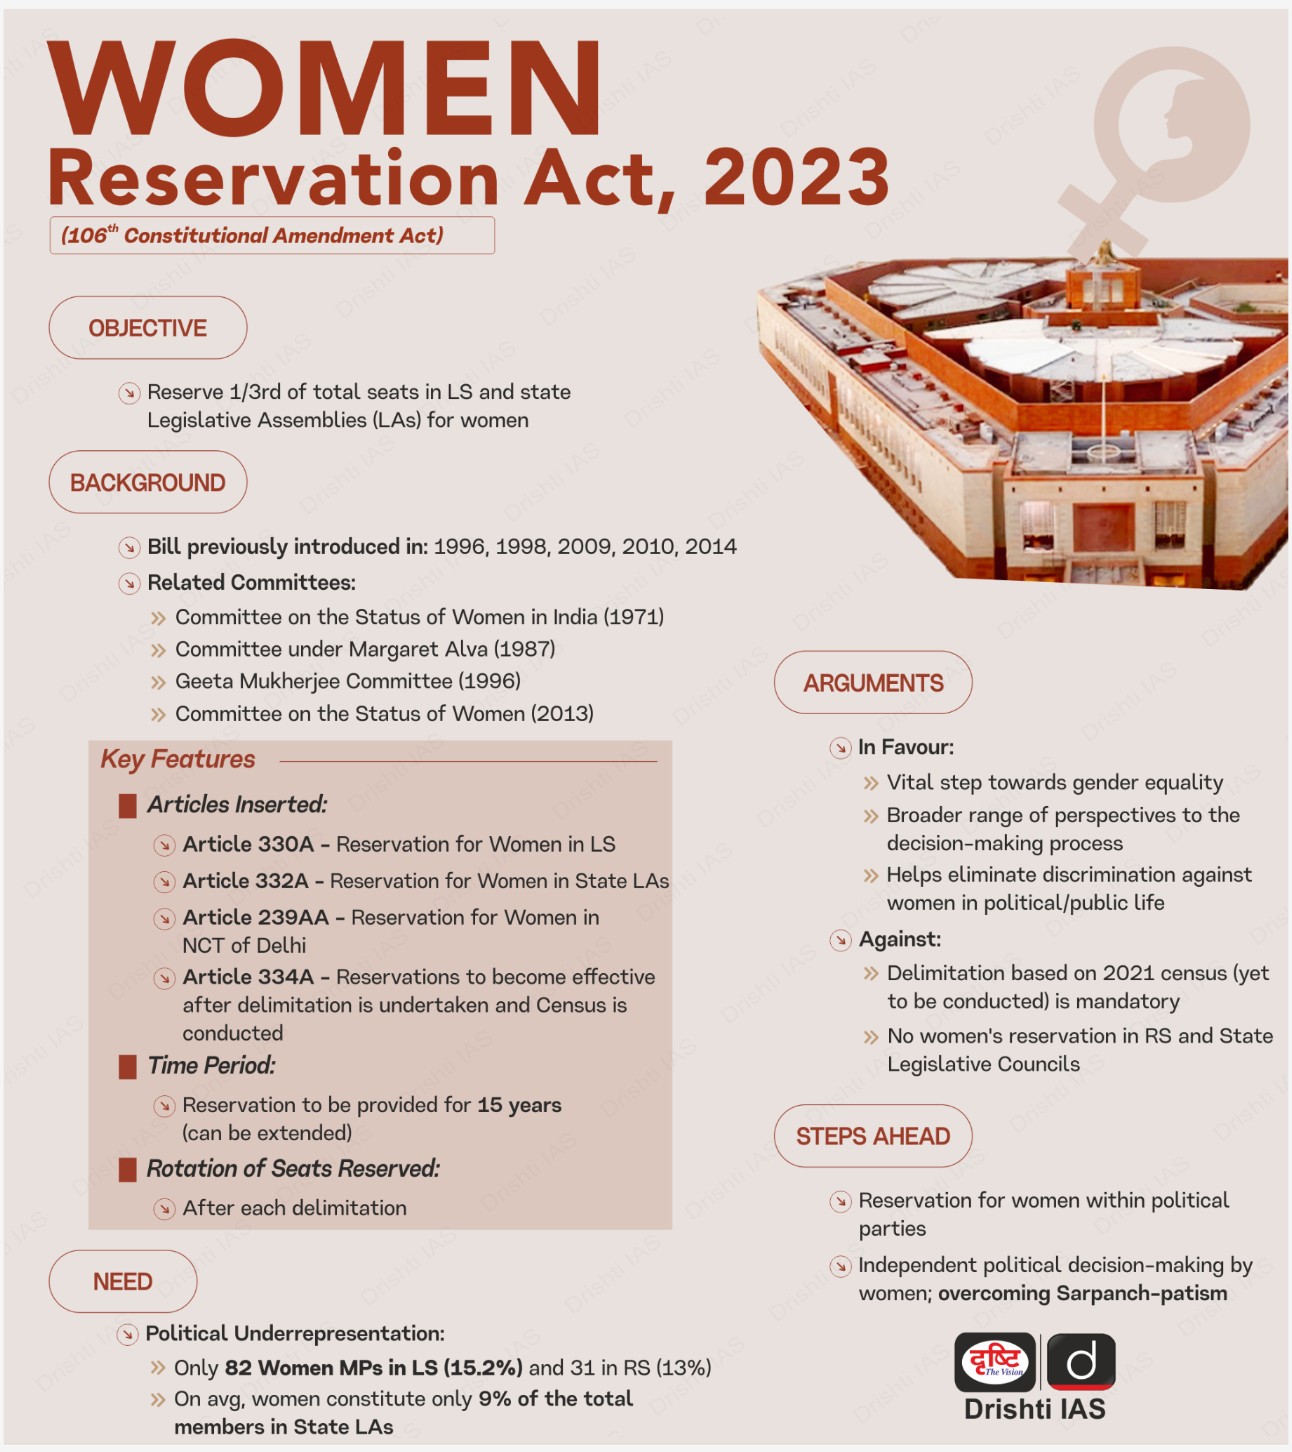 WOMEN
Reservation Act, 2023
(106th Constitutional Amendment Act)
OBJECTIVE
Reserve 1/3rd of total seats in LS and state
Legislative Assemblies (LAs) for women
BACKGROUND
Bill previously introduced in: 1996, 1998, 2009, 2010, 2014
Related Committees:
Committee on the Status of Women in India (1971)
Committee under Margaret Alva (1987)
Geeta Mukherjee Committee (1996)
Committee on the Status of Women (2013)
Key Features
Articles Inserted:
Article 330A - Reservation for Women in LS
Article 332A - Reservation for Women in State LAs
Article 239AA - Reservation for Women in
NCT of Delhi
Article 334A - Reservations to become effective
after delimitation is undertaken and Census is
conducted
Time Period:
Reservation to be provided for 15 years
(can be extended)
Rotation of Seats Reserved:
After each delimitation
NEED
Political Underrepresentation:
Only 82 Women MPs in LS (15.2%) and 31 in RS (13%)
On avg, women constitute only 9% of the total
members in State LAs
ARGUMENTS
In Favour:
Vital step towards gender equality
Broader range of perspectives to the
decision-making process
Helps eliminate discrimination against
women in political/public life
Against:
Delimitation based on 2021 census (yet
to be conducted) is mandatory
No women's reservation in RS and State
Legislative Councils
STEPS AHEAD
Reservation for women within political
parties
Independent political decision-making by
women; overcoming Sarpanch-patism
दृष्टि
The Vision
d
Drishti IAS